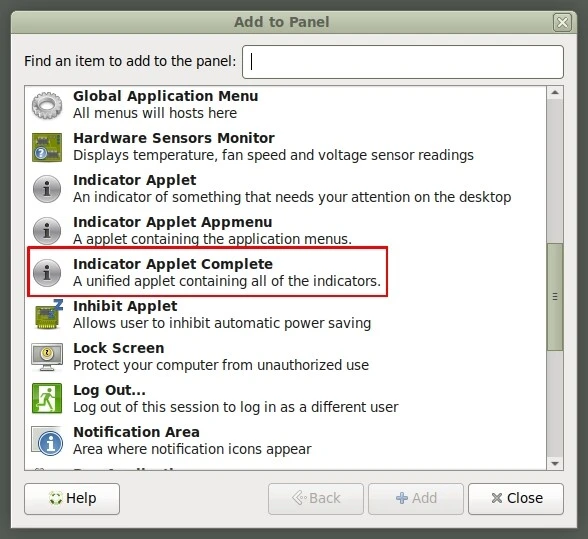 Add to Panel
Find an item to add to the panel:
Global Application Menu
All menus will hosts here
Hardware Sensors Monitor
Displays temperature, fan speed and voltage sensor readings
Indicator Applet
An indicator of something that needs your attention on the desktop
Indicator Applet Appmenu
A applet containing the application menus.
Indicator Applet Complete
A unified applet containing all of the indicators.
Inhibit Applet
Allows user to inhibit automatic power saving
Lock Screen
Protect your computer from unauthorized use
Log Out...
Log out of this session to log in as a different user
Notification Area
Area where notification icons appear
Help Back Add Close